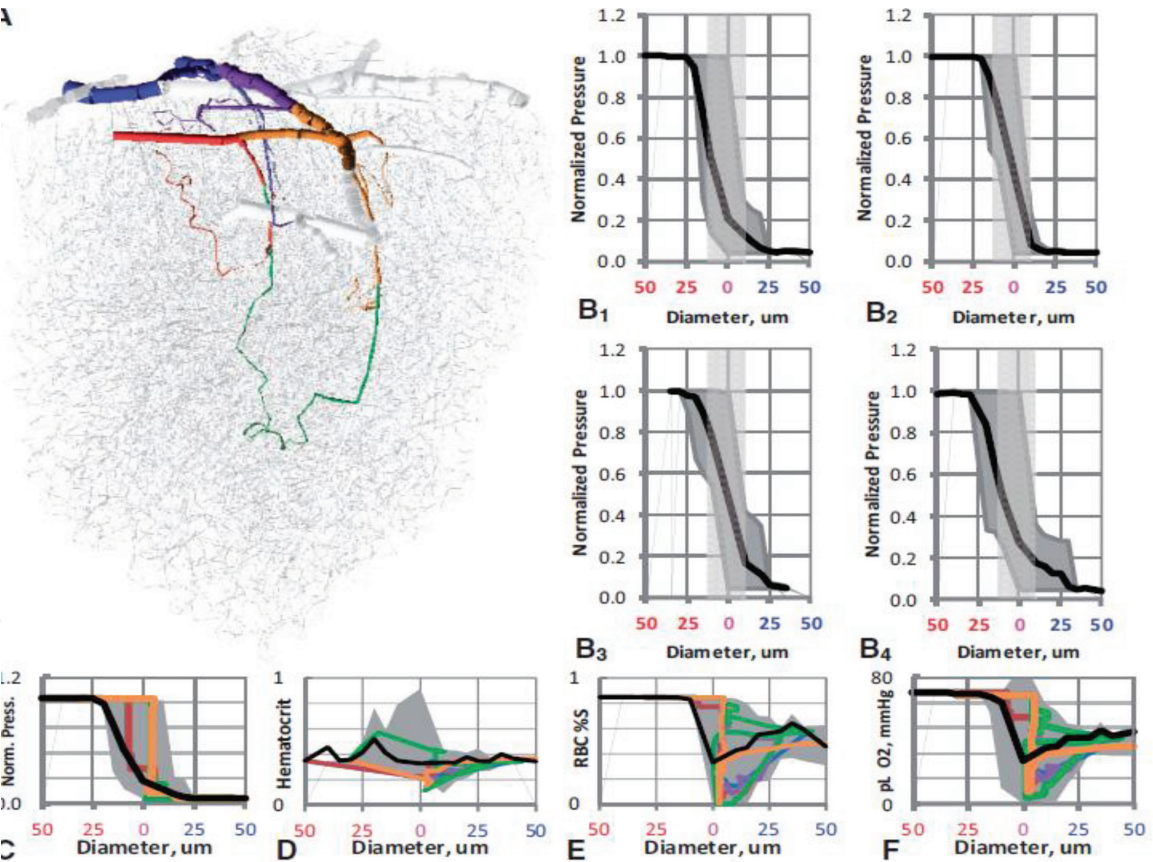 A
1.2
1.0
0.8
0.6
0.4
0.2
0.0
Normalized Pressure
50 25 0 25 50
B1 Diameter, um
1.2
1.0
0.8
0.6
0.4
0.2
0.0
Normalized Pressure
50 25 0 25 50
B2 Diameter, um
1.2
1.0
0.8
0.6
0.4
0.2
0.0
Normalized Pressure
50 25 0 25 50
B3 Diameter, um
1.2
1.0
0.8
0.6
0.4
0.2
0.0
Normalized Pressure
50 25 0 25 50
B4 Diameter, um
1.2
Norm. Press.
0.0
50 25 0 25 50
C Diameter, um
1
Hematocrit
0
50 25 0 25 50
D Diameter, um
1
RBC %S
0
50 25 0 25 50
E Diameter, um
80
pL O2, mmHg
0
50 25 0 25 50
F Diameter, um